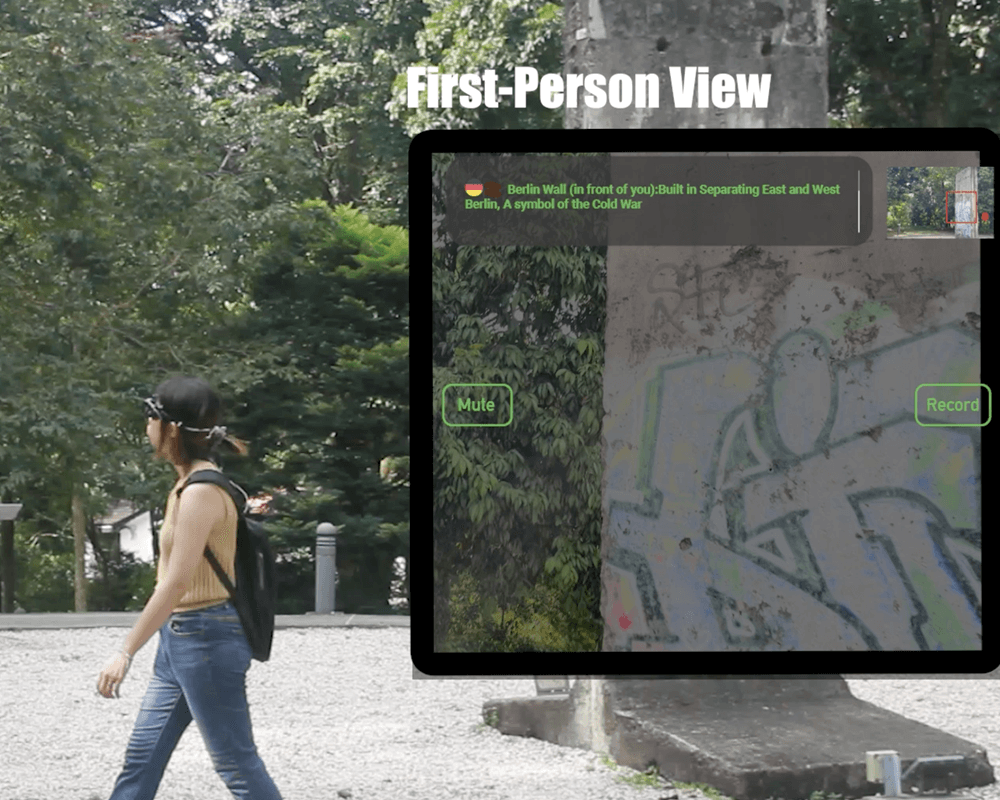 First-Person View
Berlin Wall (in front of you):Built in Separating East and West
Berlin, A symbol of the Cold War
Mute
Record